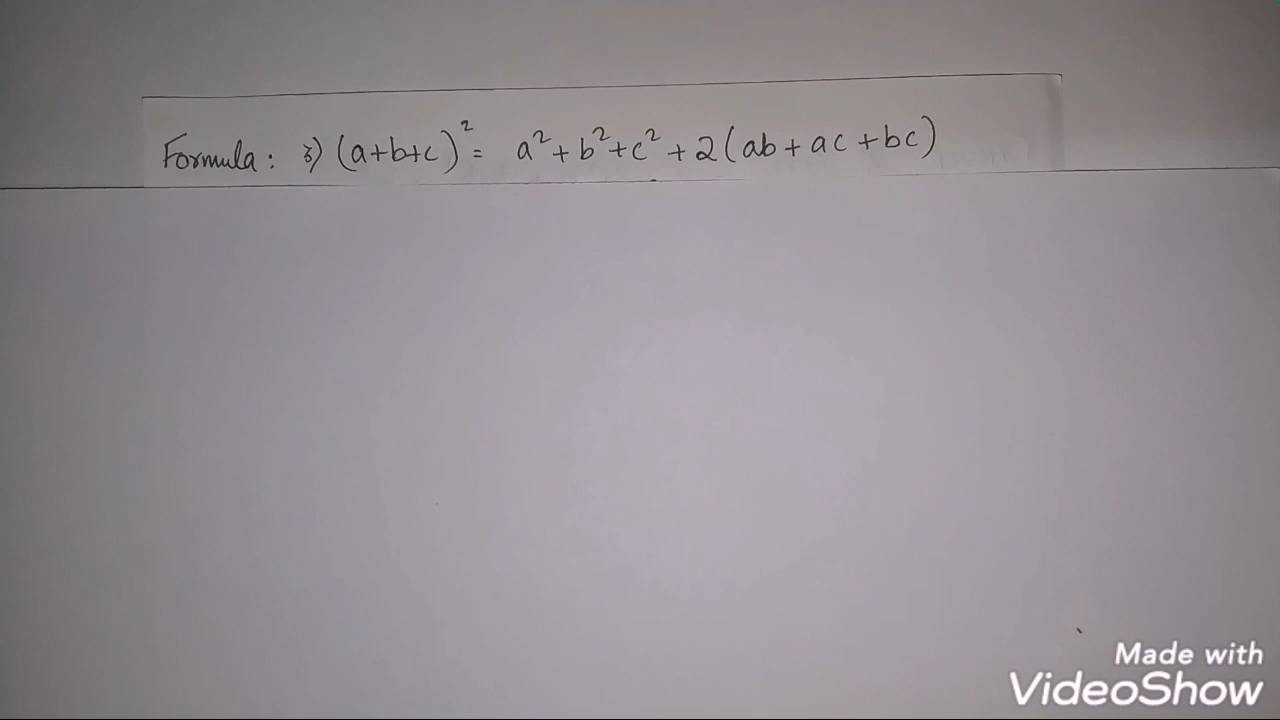 Formula: 3) (a+b+c)² = a²+b²+c²+2(ab+ac+bc)
Made with
VideoShow